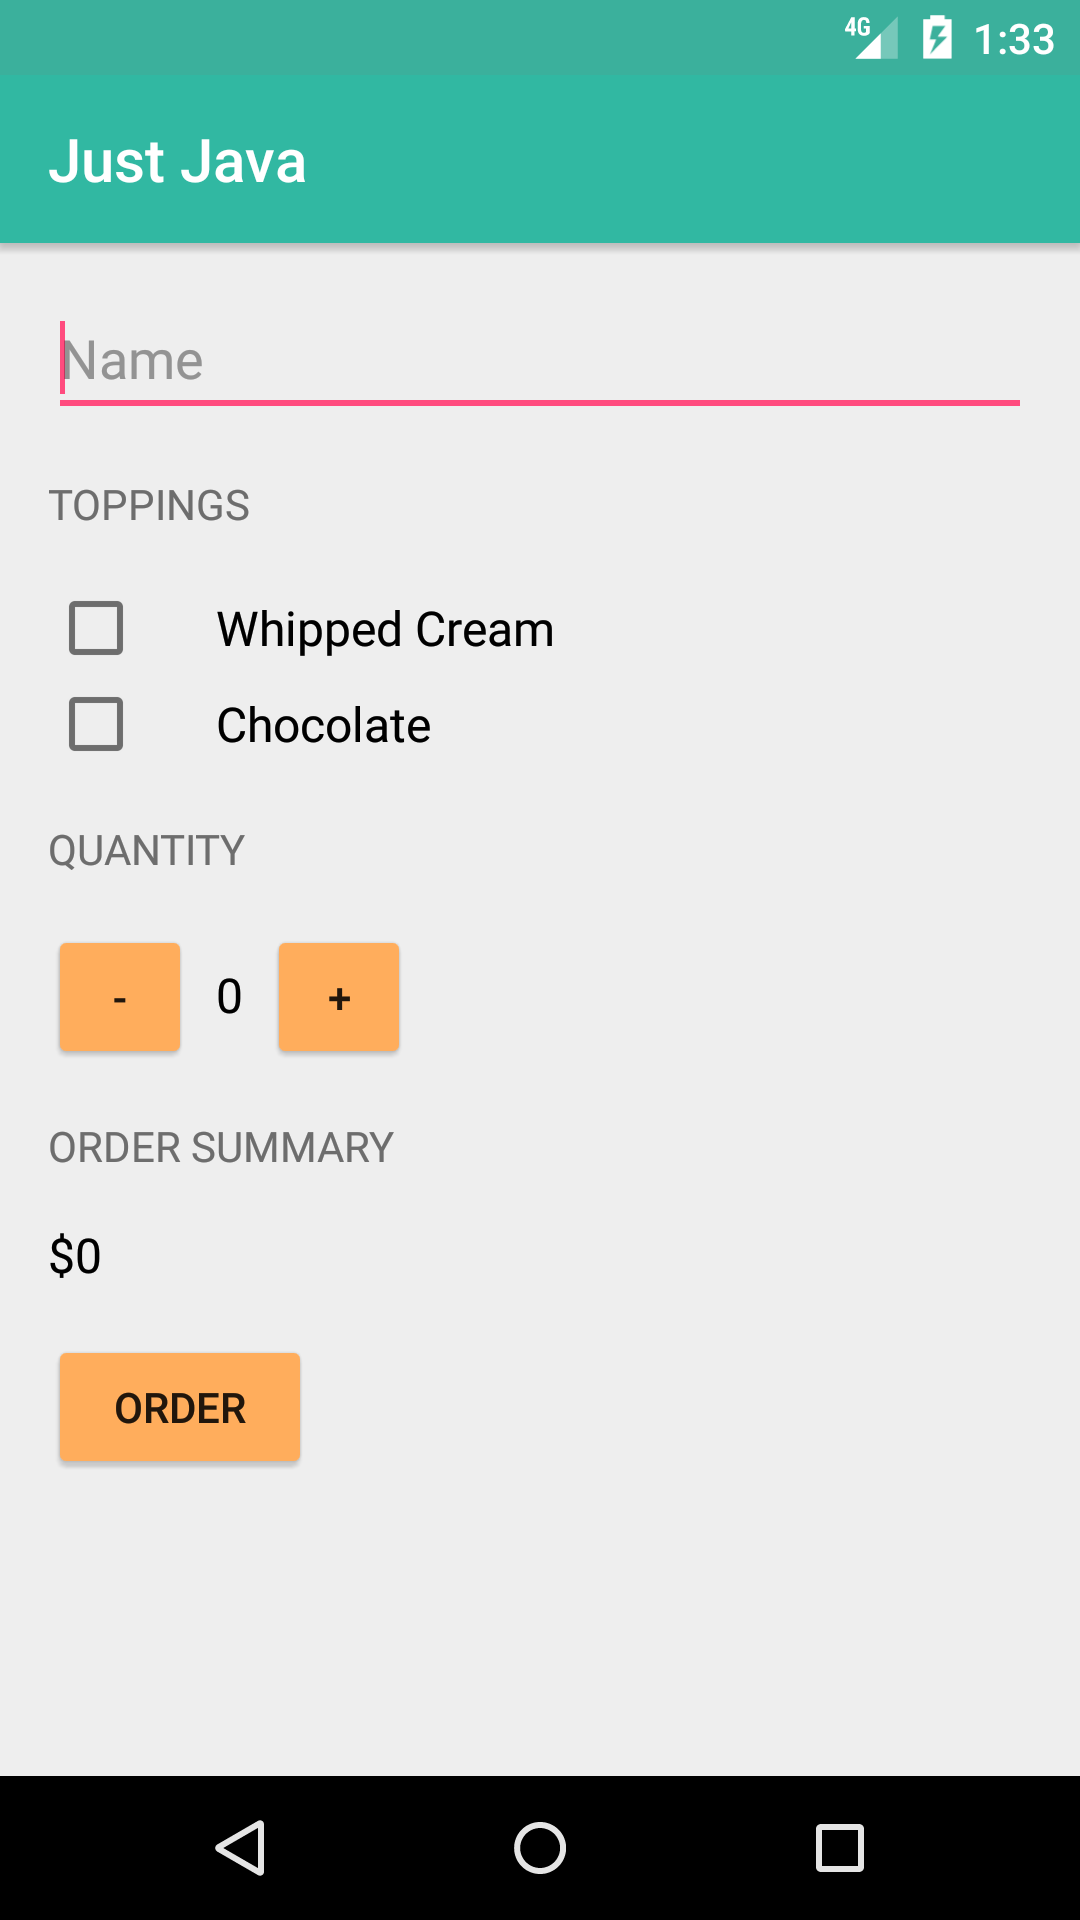 4G 1:33
Just Java
Name
TOPPINGS
Whipped Cream
Chocolate
QUANTITY
- 0 +
ORDER SUMMARY
$0
ORDER